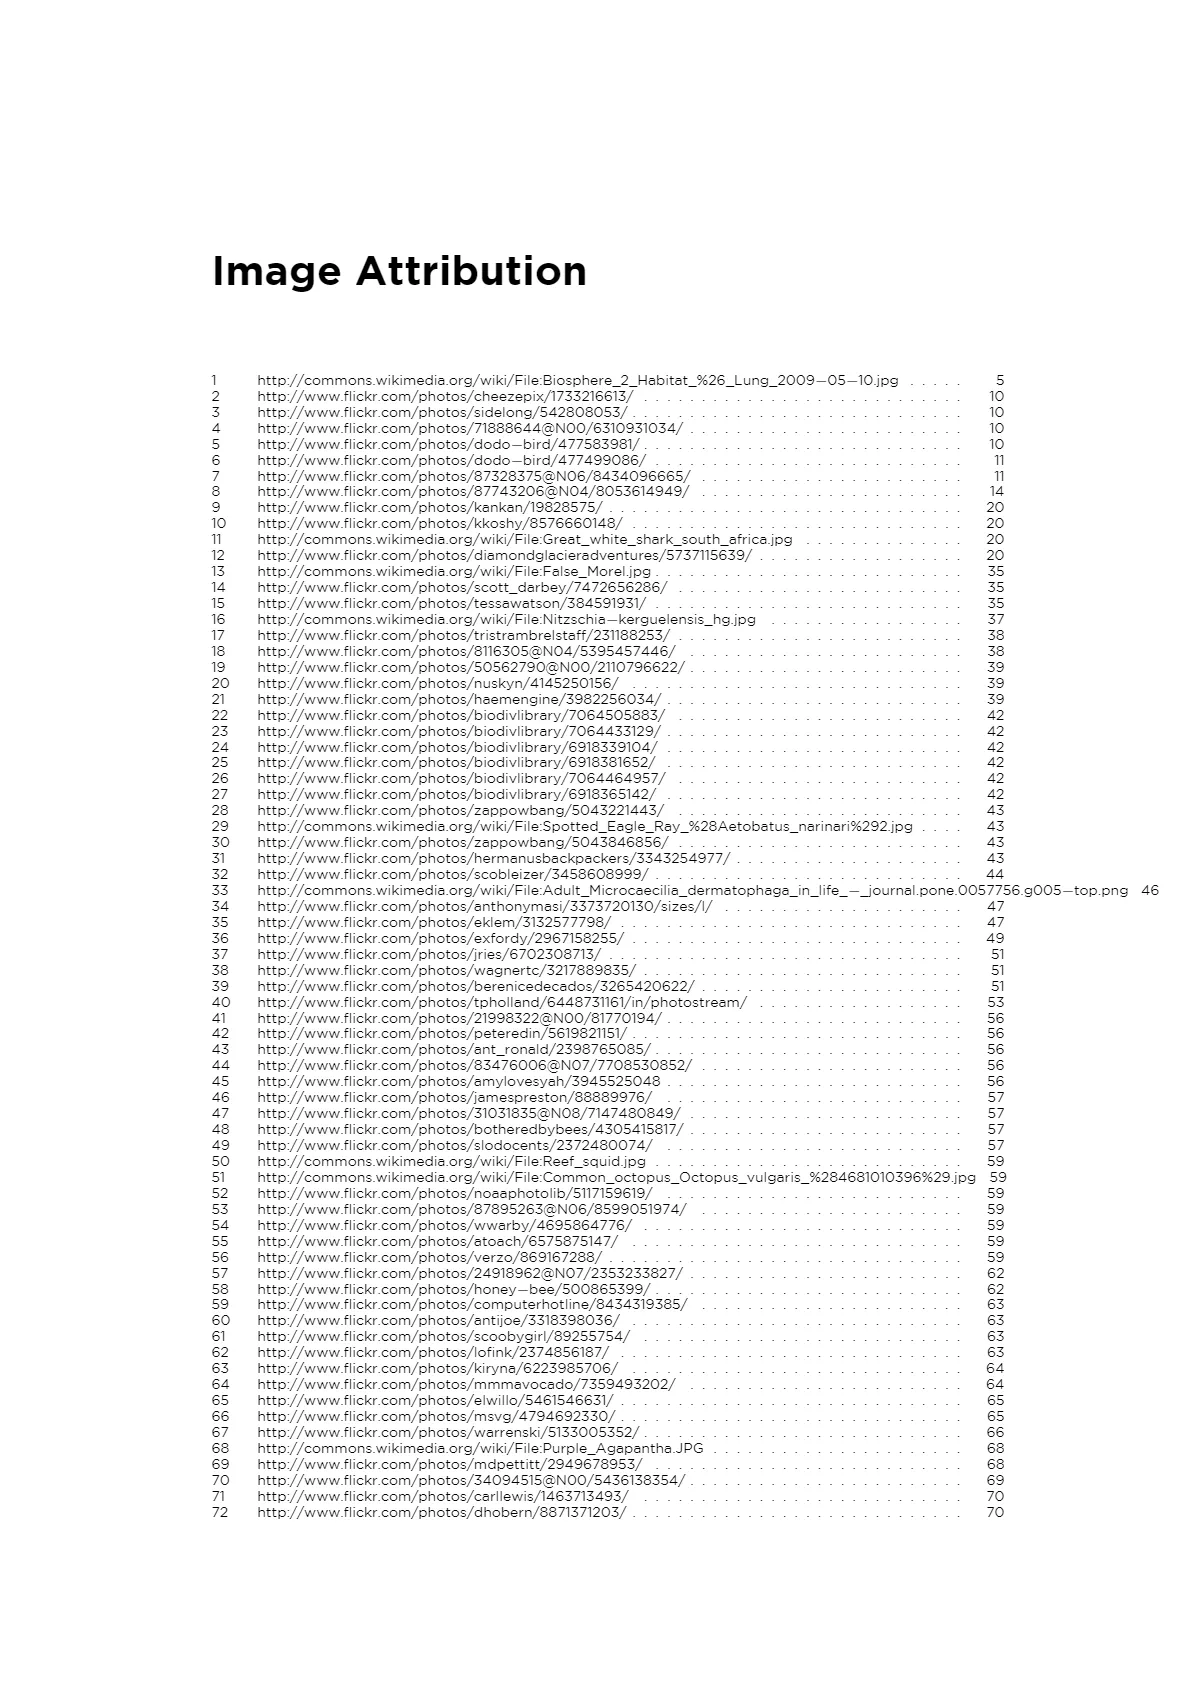 Image Attribution
1 http://commons.wikimedia.org/wiki/File:Biosphere_2_Habitat_%26_Lung_2009—05—10.jpg . . . . . 5
2 http://www.flickr.com/photos/cheezepix/1733216613/ . . . . . 10
3 http://www.flickr.com/photos/sidelong/542808053/ . . . . . 10
4 http://www.flickr.com/photos/71888644@N00/6310931034/ . . . . . 10
5 http://www.flickr.com/photos/dodo—bird/477583981/ . . . . . 10
6 http://www.flickr.com/photos/dodo—bird/477499086/ . . . . . 11
7 http://www.flickr.com/photos/87328375@N06/8434096665/ . . . . . 11
8 http://www.flickr.com/photos/87743206@N04/8053614949/ . . . . . 14
9 http://www.flickr.com/photos/kankan/19828575/ . . . . . 20
10 http://www.flickr.com/photos/kkoshy/8576660148/ . . . . . 20
11 http://commons.wikimedia.org/wiki/File:Great_white_shark_south_africa.jpg . . . . . 20
12 http://www.flickr.com/photos/diamondglacieradventures/5737115639/ . . . . . 20
13 http://commons.wikimedia.org/wiki/File:False_Morel.jpg . . . . . 35
14 http://www.flickr.com/photos/scott_darbey/7472656286/ . . . . . 35
15 http://www.flickr.com/photos/tessawatson/384591931/ . . . . . 35
16 http://commons.wikimedia.org/wiki/File:Nitzschia—kerguelensis_hg.jpg . . . . . 37
17 http://www.flickr.com/photos/tristrambrelstaff/231188253/ . . . . . 38
18 http://www.flickr.com/photos/8116305@N04/5395457446/ . . . . . 38
19 http://www.flickr.com/photos/50562790@N00/2110796622/ . . . . . 39
20 http://www.flickr.com/photos/nuskyn/4145250156/ . . . . . 39
21 http://www.flickr.com/photos/haemengine/3982256034/ . . . . . 39
22 http://www.flickr.com/photos/biodivlibrary/7064505883/ . . . . . 42
23 http://www.flickr.com/photos/biodivlibrary/7064433129/ . . . . . 42
24 http://www.flickr.com/photos/biodivlibrary/6918339104/ . . . . . 42
25 http://www.flickr.com/photos/biodivlibrary/6918381652/ . . . . . 42
26 http://www.flickr.com/photos/biodivlibrary/7064464957/ . . . . . 42
27 http://www.flickr.com/photos/biodivlibrary/6918365142/ . . . . . 42
28 http://www.flickr.com/photos/zappowbang/5043221443/ . . . . . 43
29 http://commons.wikimedia.org/wiki/File:Spotted_Eagle_Ray_%28Aetobatus_narinari%292.jpg . . . . 43
30 http://www.flickr.com/photos/zappowbang/5043846856/ . . . . . 43
31 http://www.flickr.com/photos/hermanusbackpackers/3343254977/ . . . . . 43
32 http://www.flickr.com/photos/scobleizer/3458608999/ . . . . . 44
33 http://commons.wikimedia.org/wiki/File:Adult_Microcaecilia_dermatophaga_in_life_—_journal.pone.0057756.g005—top.png 46
34 http://www.flickr.com/photos/anthonymasi/3373720130/sizes/l/ . . . . . 47
35 http://www.flickr.com/photos/eklem/3132577798/ . . . . . 47
36 http://www.flickr.com/photos/exfordy/2967158255/ . . . . . 49
37 http://www.flickr.com/photos/jries/6702308713/ . . . . . 51
38 http://www.flickr.com/photos/wagnertc/3217889835/ . . . . . 51
39 http://www.flickr.com/photos/berenicedecados/3265420622/ . . . . . 51
40 http://www.flickr.com/photos/tpholland/6448731161/in/photostream/ . . . . . 53
41 http://www.flickr.com/photos/21998322@N00/81770194/ . . . . . 56
42 http://www.flickr.com/photos/peteredin/5619821151/ . . . . . 56
43 http://www.flickr.com/photos/ant_ronald/2398765085/ . . . . . 56
44 http://www.flickr.com/photos/83476006@N07/7708530852/ . . . . . 56
45 http://www.flickr.com/photos/amylovesyah/3945525048 . . . . . 56
46 http://www.flickr.com/photos/jamespreston/88889976/ . . . . . 57
47 http://www.flickr.com/photos/31031835@N08/7147480849/ . . . . . 57
48 http://www.flickr.com/photos/botheredbybees/4305415817/ . . . . . 57
49 http://www.flickr.com/photos/slodocents/2372480074/ . . . . . 57
50 http://commons.wikimedia.org/wiki/File:Reef_squid.jpg . . . . . 59
51 http://commons.wikimedia.org/wiki/File:Common_octopus_Octopus_vulgaris_%284681010396%29.jpg 59
52 http://www.flickr.com/photos/noaaphotolib/5117159619/ . . . . . 59
53 http://www.flickr.com/photos/87895263@N06/8599051974/ . . . . . 59
54 http://www.flickr.com/photos/wwarby/4695864776/ . . . . . 59
55 http://www.flickr.com/photos/atoach/6575875147/ . . . . . 59
56 http://www.flickr.com/photos/verzo/869167288/ . . . . . 59
57 http://www.flickr.com/photos/24918962@N07/2353233827/ . . . . . 62
58 http://www.flickr.com/photos/honey—bee/500865399/ . . . . . 62
59 http://www.flickr.com/photos/computerhotline/8434319385/ . . . . . 63
60 http://www.flickr.com/photos/antijoe/3318398036/ . . . . . 63
61 http://www.flickr.com/photos/scoobygirl/89255754/ . . . . . 63
62 http://www.flickr.com/photos/lofink/2374856187/ . . . . . 63
63 http://www.flickr.com/photos/kiryna/6223985706/ . . . . . 64
64 http://www.flickr.com/photos/mmmavocado/7359493202/ . . . . . 64
65 http://www.flickr.com/photos/elwillo/5461546631/ . . . . . 65
66 http://www.flickr.com/photos/msvg/4794692330/ . . . . . 65
67 http://www.flickr.com/photos/warrenski/5133005352/ . . . . . 66
68 http://commons.wikimedia.org/wiki/File:Purple_Agapantha.JPG . . . . . 68
69 http://www.flickr.com/photos/mdpettitt/2949678953/ . . . . . 68
70 http://www.flickr.com/photos/34094515@N00/5436138354/ . . . . . 69
71 http://www.flickr.com/photos/carllewis/1463713493/ . . . . . 70
72 http://www.flickr.com/photos/dhobern/8871371203/ . . . . . 70